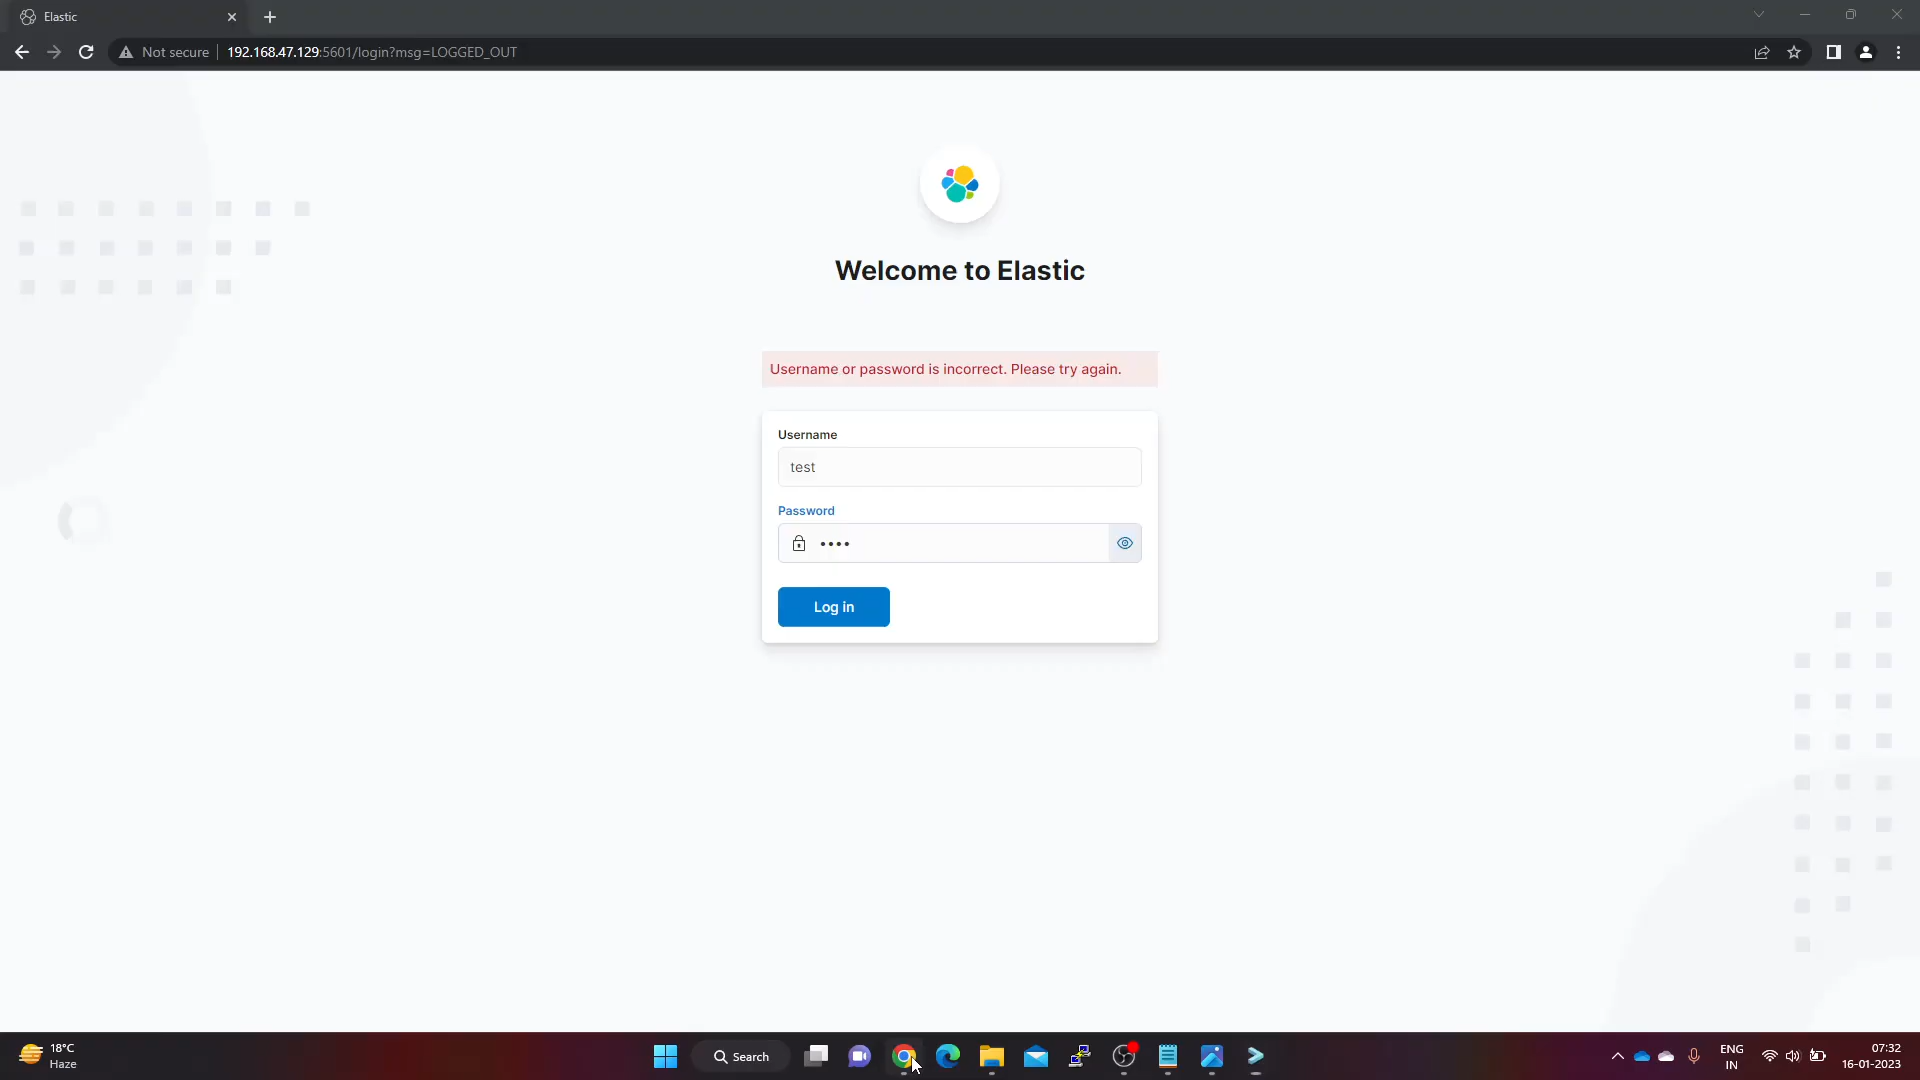 Elastic
Not secure
192.168.47.129:5601/login?msg=LOGGED_OUT
Welcome to Elastic
Username or password is incorrect. Please try again.
Username
test
Password
••••
Log in
18°C
Haze
Search
ENG
IN
07:32
16-01-2023